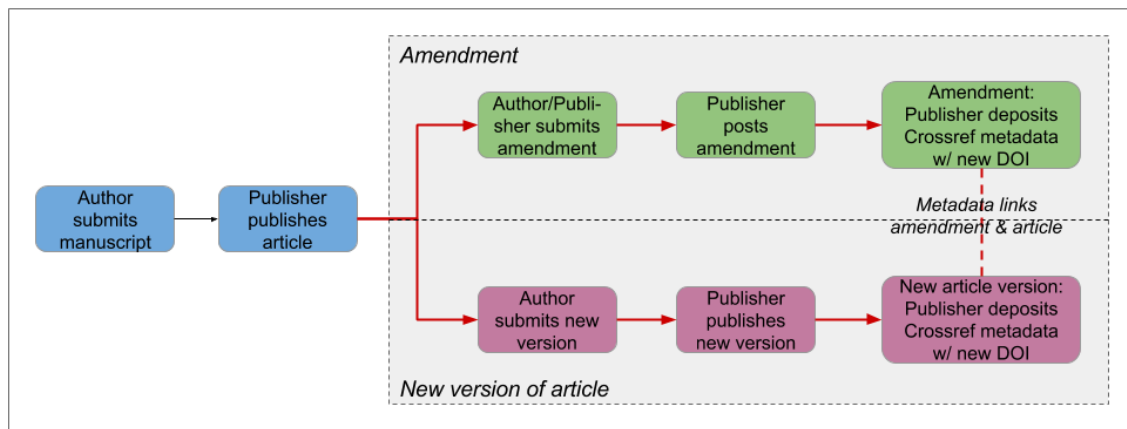 Amendment
Author/Publi-
sher submits
amendment
Publisher
posts
amendment
Amendment:
Publisher deposits
Crossref metadata
w/ new DOI
Author
submits
manuscript
Publisher
publishes
article
Metadata links
amendment & article
Author
submits new
version
Publisher
publishes
new version
New article version:
Publisher deposits
Crossref metadata
w/ new DOI
New version of article